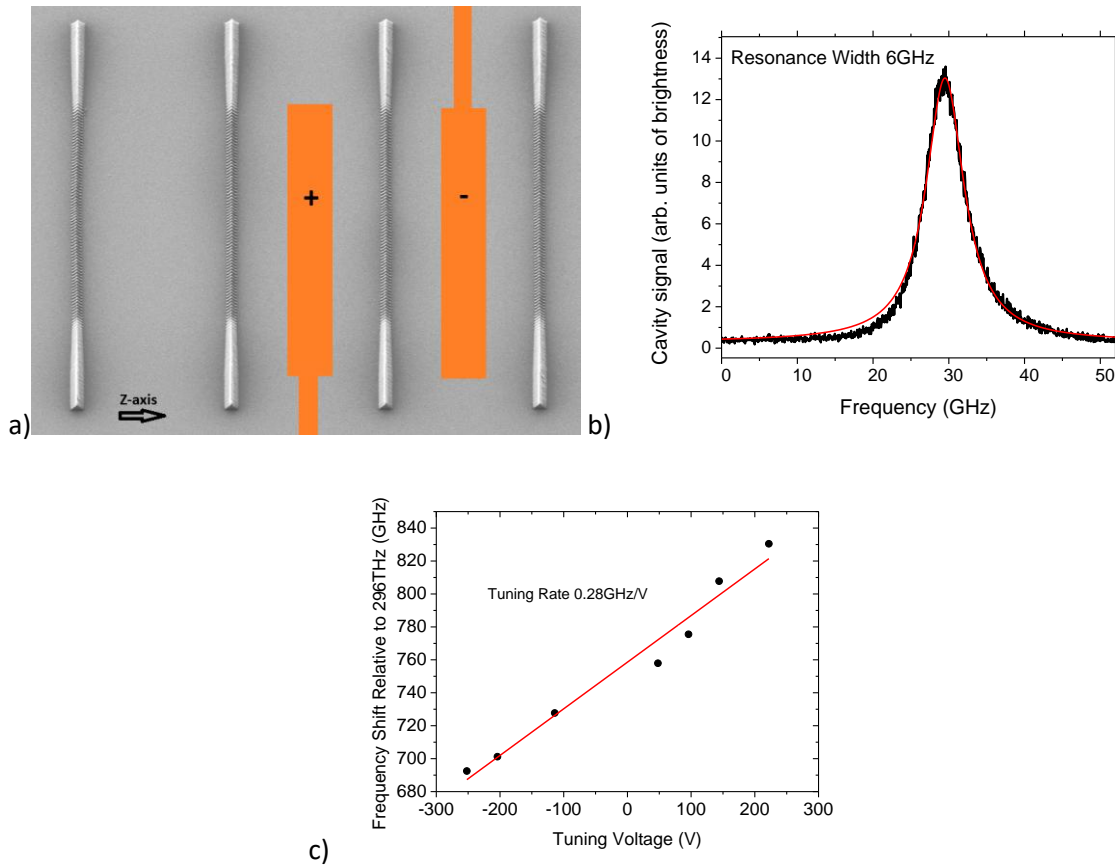 +
-
Z-axis
a)
Cavity signal (arb. units of brightness)
14
12
10
8
6
4
2
0
Resonance Width 6GHz
0 10 20 30 40 50
Frequency (GHz)
b)
Frequency Shift Relative to 296THz (GHz)
840
820
800
780
760
740
720
700
680
Tuning Rate 0.28GHz/V
-300 -200 -100 0 100 200 300
Tuning Voltage (V)
c)